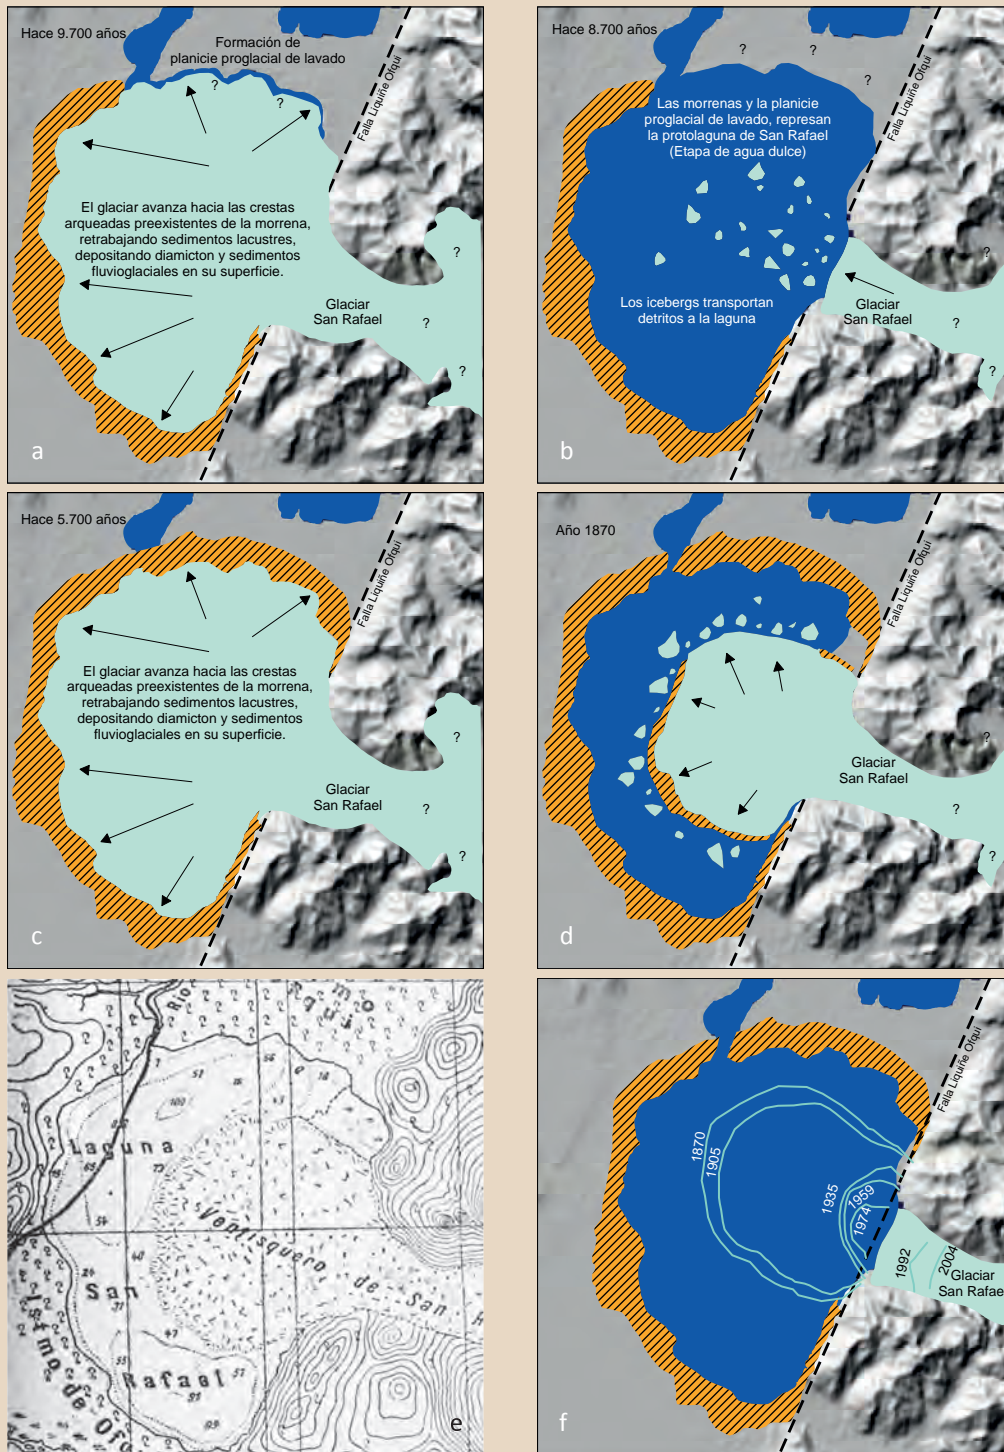 Hace 9.700 años
Formación de
planicie proglacial de lavado
?
?
Falla Liquiñe Ofqui
El glaciar avanza hacia las crestas
arqueadas preexistentes de la morrena,
retrabajando sedimentos lacustres,
depositando diamicton y sedimentos
fluvioglaciales en su superficie.
?
Glaciar
San Rafael
?
?
a
Hace 8.700 años
?
?
?
Falla Liquiñe Ofqui
Las morrenas y la planicie
proglacial de lavado, represan
la protolaguna de San Rafael
(Etapa de agua dulce)
?
Los icebergs transportan
detritos a la laguna
Glaciar
San Rafael
?
?
b
Hace 5.700 años
Falla Liquiñe Ofqui
El glaciar avanza hacia las crestas
arqueadas preexistentes de la morrena,
retrabajando sedimentos lacustres,
depositando diamicton y sedimentos
fluvioglaciales en su superficie.
?
Glaciar
San Rafael
?
?
c
Año 1870
Falla Liquiñe Ofqui
Glaciar
San Rafael
?
?
?
d
Rio
Laguna
Ventisquero de San
San
Rafael
Istmo de Ofq
e
Falla Liquiñe Ofqui
1870
1905
1935
1959
1974
1992
2004
Glaciar
San Rafae
f